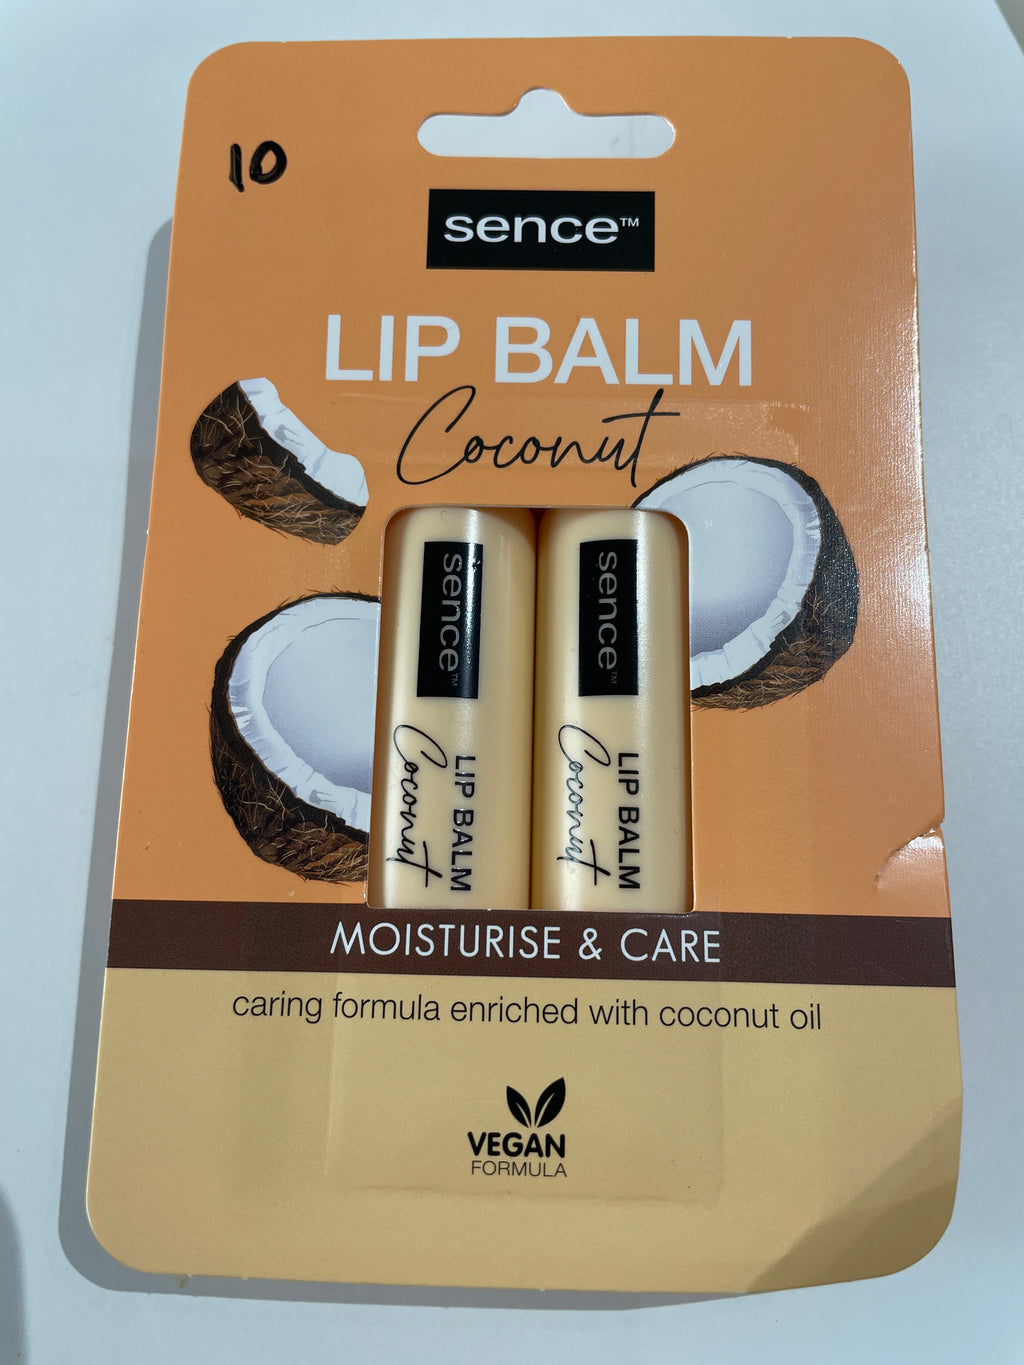 10
sence™
LIP BALM
Coconut
sence™
LIP BALM
Coconut
sence™
LIP BALM
Coconut
MOISTURISE & CARE
caring formula enriched with coconut oil
VEGAN
FORMULA